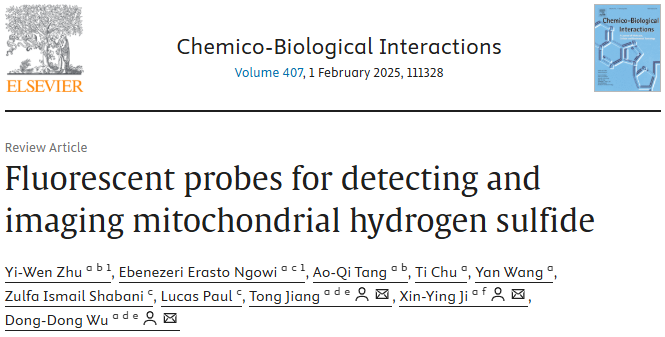 Chemico-Biological Interactions
Volume 407, 1 February 2025, 111328
ELSEVIER
Chemico-Biological
Interactions
Review Article
Fluorescent probes for detecting and
imaging mitochondrial hydrogen sulfide
Yi-Wen Zhu a b 1, Ebenezeri Erasto Ngowi a c 1, Ao-Qi Tang a b, Ti Chu a, Yan Wang a,
Zulfa Ismail Shabani c, Lucas Paul c, Tong Jiang a d e, Xin-Ying Ji a f,
Dong-Dong Wu a d e